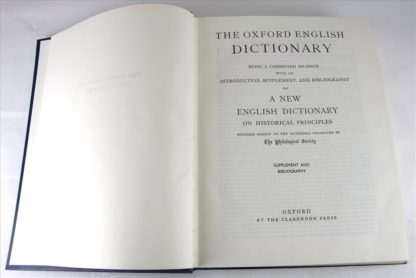 THE OXFORD ENGLISH
DICTIONARY
BEING A CORRECTED RE-ISSUE
WITH AN
INTRODUCTION, SUPPLEMENT, AND BIBLIOGRAPHY
OF
A NEW
ENGLISH DICTIONARY
ON HISTORICAL PRINCIPLES
FOUNDED MAINLY ON THE MATERIALS COLLECTED BY
The Philological Society
SUPPLEMENT AND
BIBLIOGRAPHY
OXFORD
AT THE CLARENDON PRESS